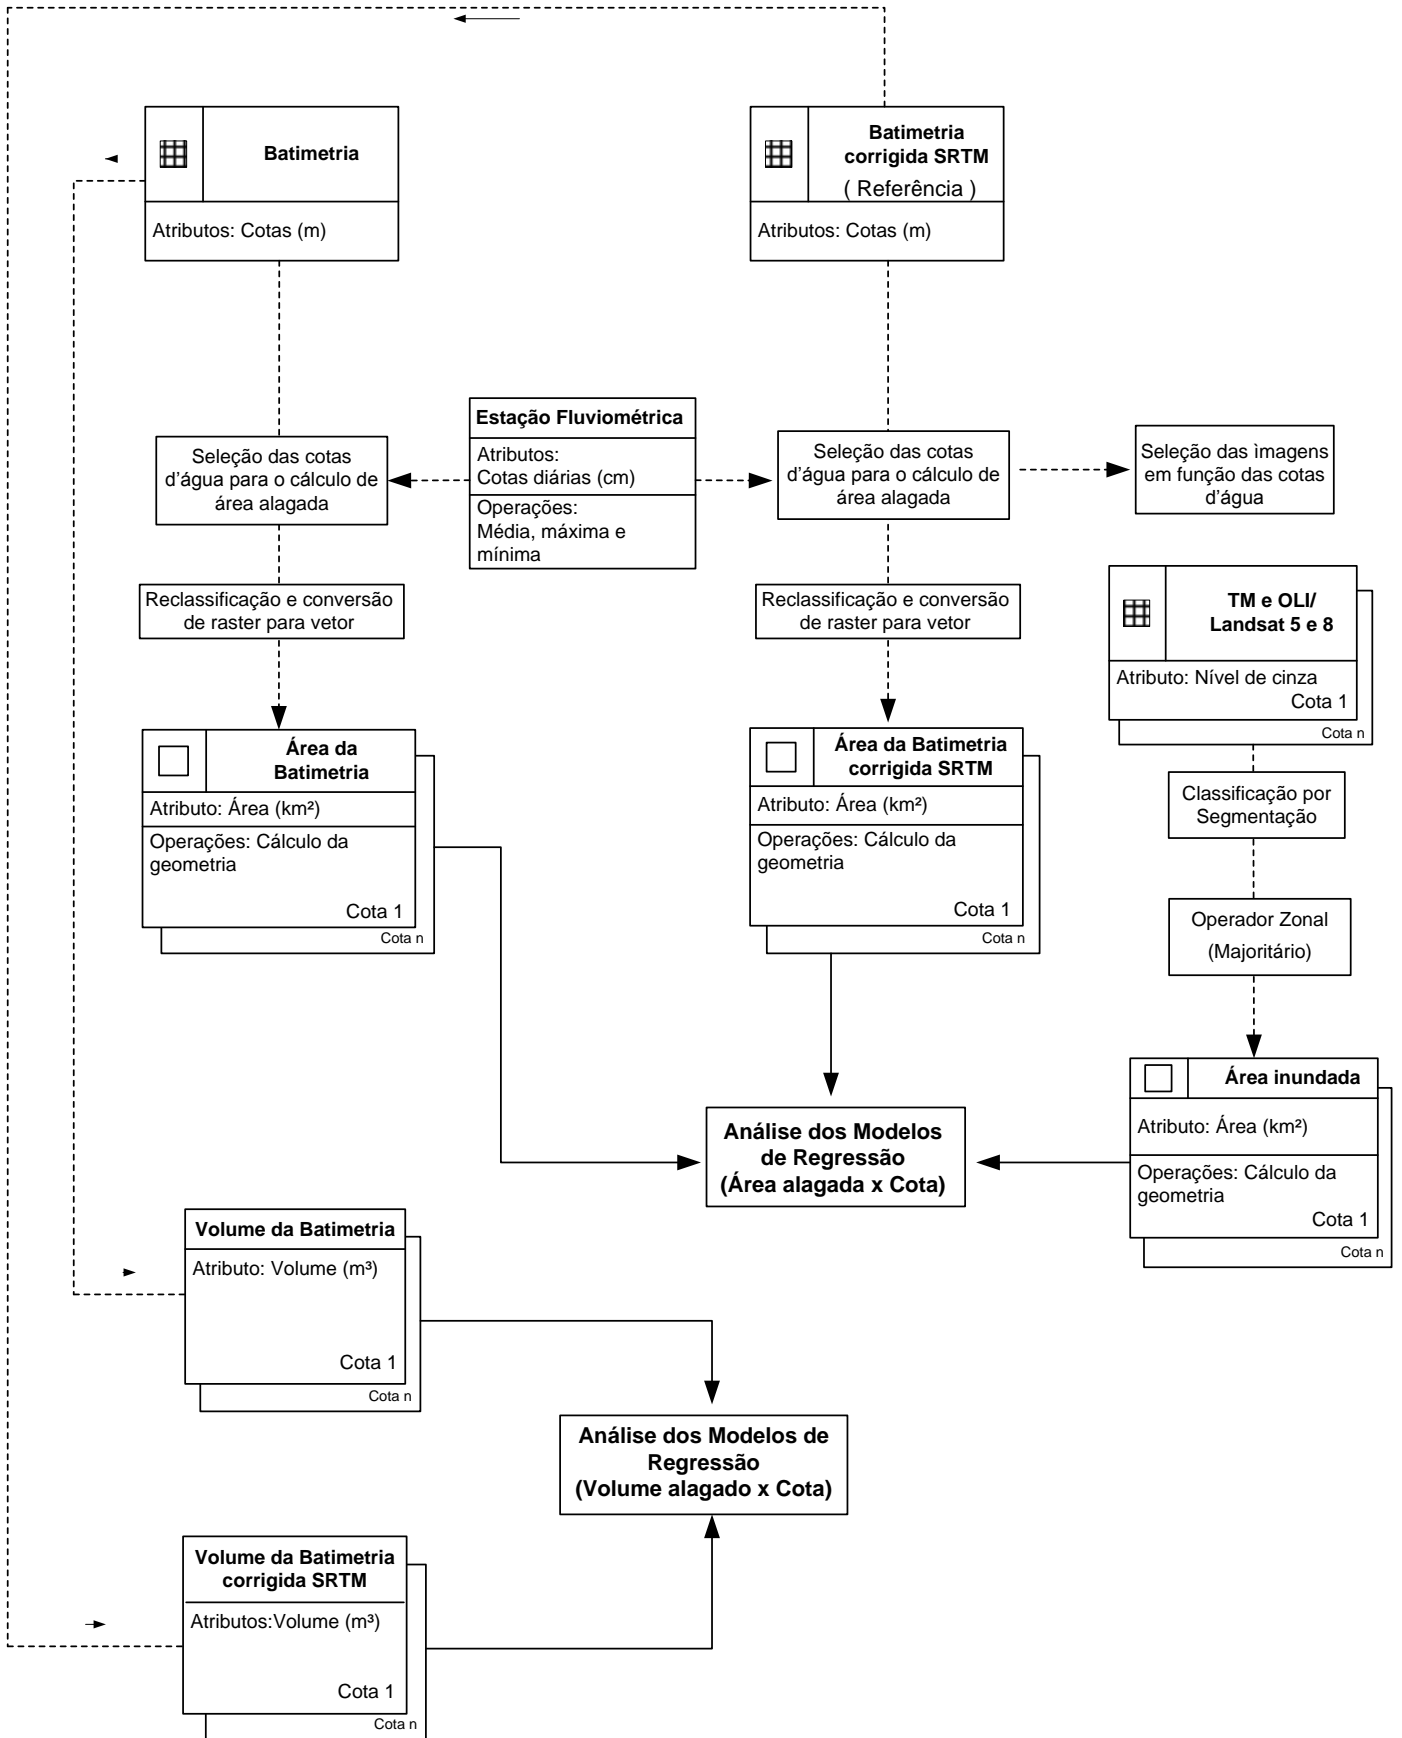 Batimetria
Atributos: Cotas (m)
Batimetria
corrigida SRTM
( Referência )
Atributos: Cotas (m)
Seleção das cotas
d'água para o cálculo de
área alagada
Estação Fluviométrica
Atributos:
Cotas diárias (cm)
Operações:
Média, máxima e
mínima
Seleção das cotas
d'água para o cálculo de
área alagada
Seleção das ìmagens
em função das cotas
d'água
Reclassificação e conversão
de raster para vetor
Reclassificação e conversão
de raster para vetor
TM e OLI/
Landsat 5 e 8
Atributo: Nível de cinza
Cota 1
Cota n
Área da
Batimetria
Atributo: Área (km²)
Operações: Cálculo da
geometria
Cota 1
Cota n
Área da Batimetria
corrigida SRTM
Atributo: Área (km²)
Operações: Cálculo da
geometria
Cota 1
Cota n
Classificação por
Segmentação
Operador Zonal
(Majoritário)
Área inundada
Atributo: Área (km²)
Operações: Cálculo da
geometria
Cota 1
Cota n
Análise dos Modelos
de Regressão
(Área alagada x Cota)
Volume da Batimetria
Atributo: Volume (m³)
Cota 1
Cota n
Análise dos Modelos de
Regressão
(Volume alagado x Cota)
Volume da Batimetria
corrigida SRTM
Atributos:Volume (m³)
Cota 1
Cota n